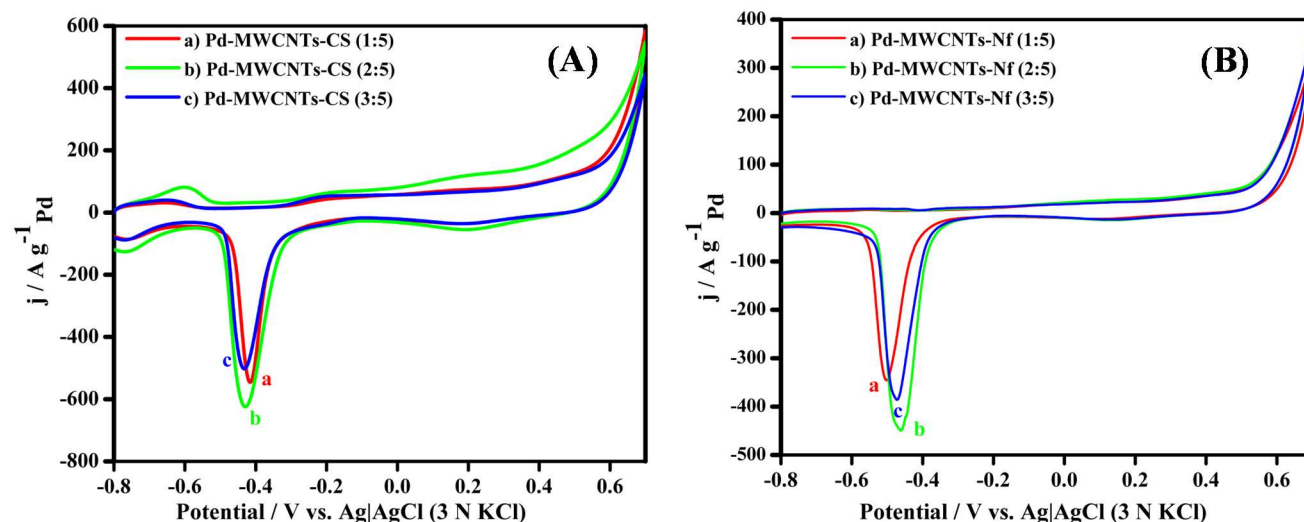 (A)
a) Pd-MWCNTs-CS (1:5)
b) Pd-MWCNTs-CS (2:5)
c) Pd-MWCNTs-CS (3:5)
600
400
200
0
-200
-400
-600
-800
j / A g⁻¹ Pd
c
a
b
-0.8 -0.6 -0.4 -0.2 0.0 0.2 0.4 0.6
Potential / V vs. Ag|AgCl (3 N KCl)
(B)
a) Pd-MWCNTs-Nf (1:5)
b) Pd-MWCNTs-Nf (2:5)
c) Pd-MWCNTs-Nf (3:5)
400
300
200
100
0
-100
-200
-300
-400
-500
j / A g⁻¹ Pd
a
c
b
-0.8 -0.6 -0.4 -0.2 0.0 0.2 0.4 0.6
Potential / V vs. Ag|AgCl (3 N KCl)